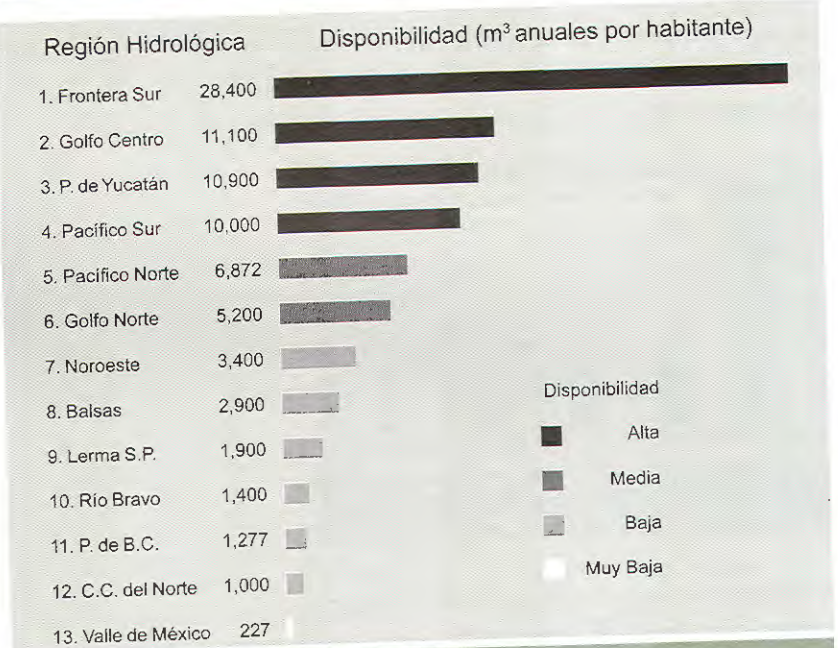 Región Hidrológica Disponibilidad (m³ anuales por habitante)
1. Frontera Sur 28,400
2. Golfo Centro 11,100
3. P. de Yucatán 10,900
4. Pacífico Sur 10,000
5. Pacífico Norte 6,872
6. Golfo Norte 5,200
7. Noroeste 3,400
8. Balsas 2,900
9. Lerma S.P. 1,900
10. Río Bravo 1,400
11. P. de B.C. 1,277
12. C.C. del Norte 1,000
13. Valle de México 227
Disponibilidad
Alta
Media
Baja
Muy Baja